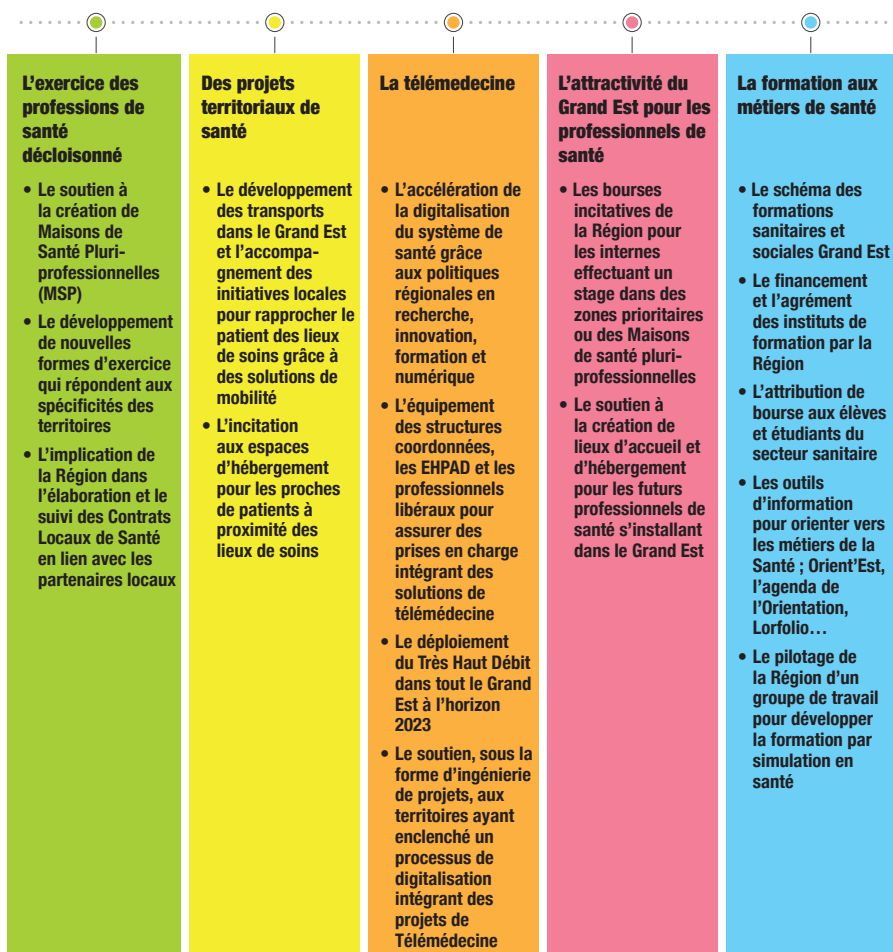 L'exercice des
professions de
santé
décloisonné
• Le soutien à
la création de
Maisons de
Santé Pluri-
professionnelles
(MSP)
• Le développement
de nouvelles
formes d'exercice
qui répondent aux
spécificités des
territoires
• L'implication de
la Région dans
l'élaboration et le
suivi des Contrats
Locaux de Santé
en lien avec les
partenaires locaux
Des projets
territoriaux de
santé
• Le développement
des transports
dans le Grand Est
et l'accompa-
gnement des
initiatives locales
pour rapprocher le
patient des lieux
de soins grâce à
des solutions de
mobilité
• L'incitation
aux espaces
d'hébergement
pour les proches
de patients à
proximité des
lieux de soins
La télémedecine
• L'accélération de
la digitalisation
du système de
santé grâce
aux politiques
régionales en
recherche,
innovation,
formation et
numérique
• L'équipement
des structures
coordonnées,
les EHPAD et les
professionnels
libéraux pour
assurer des
prises en charge
intégrant des
solutions de
télémédecine
• Le déploiement
du Très Haut Débit
dans tout le Grand
Est à l'horizon
2023
• Le soutien, sous la
forme d'ingénierie
de projets, aux
territoires ayant
enclenché un
processus de
digitalisation
intégrant des
projets de
Télémédecine
L'attractivité du
Grand Est pour les
professionnels de
santé
• Les bourses
incitatives de
la Région pour
les internes
effectuant un
stage dans des
zones prioritaires
ou des Maisons
de santé pluri-
professionnelles
• Le soutien à
la création de
lieux d'accueil et
d'hébergement
pour les futurs
professionnels de
santé s'installant
dans le Grand Est
La formation aux
métiers de santé
• Le schéma des
formations
sanitaires et
sociales Grand Est
• Le financement
et l'agrément
des instituts de
formation par la
Région
• L'attribution de
bourse aux élèves
et étudiants du
secteur sanitaire
• Les outils
d'information
pour orienter vers
les métiers de la
Santé ; Orient'Est,
l'agenda de
l'Orientation,
Lorfolio…
• Le pilotage de
la Région d'un
groupe de travail
pour développer
la formation par
simulation en
santé